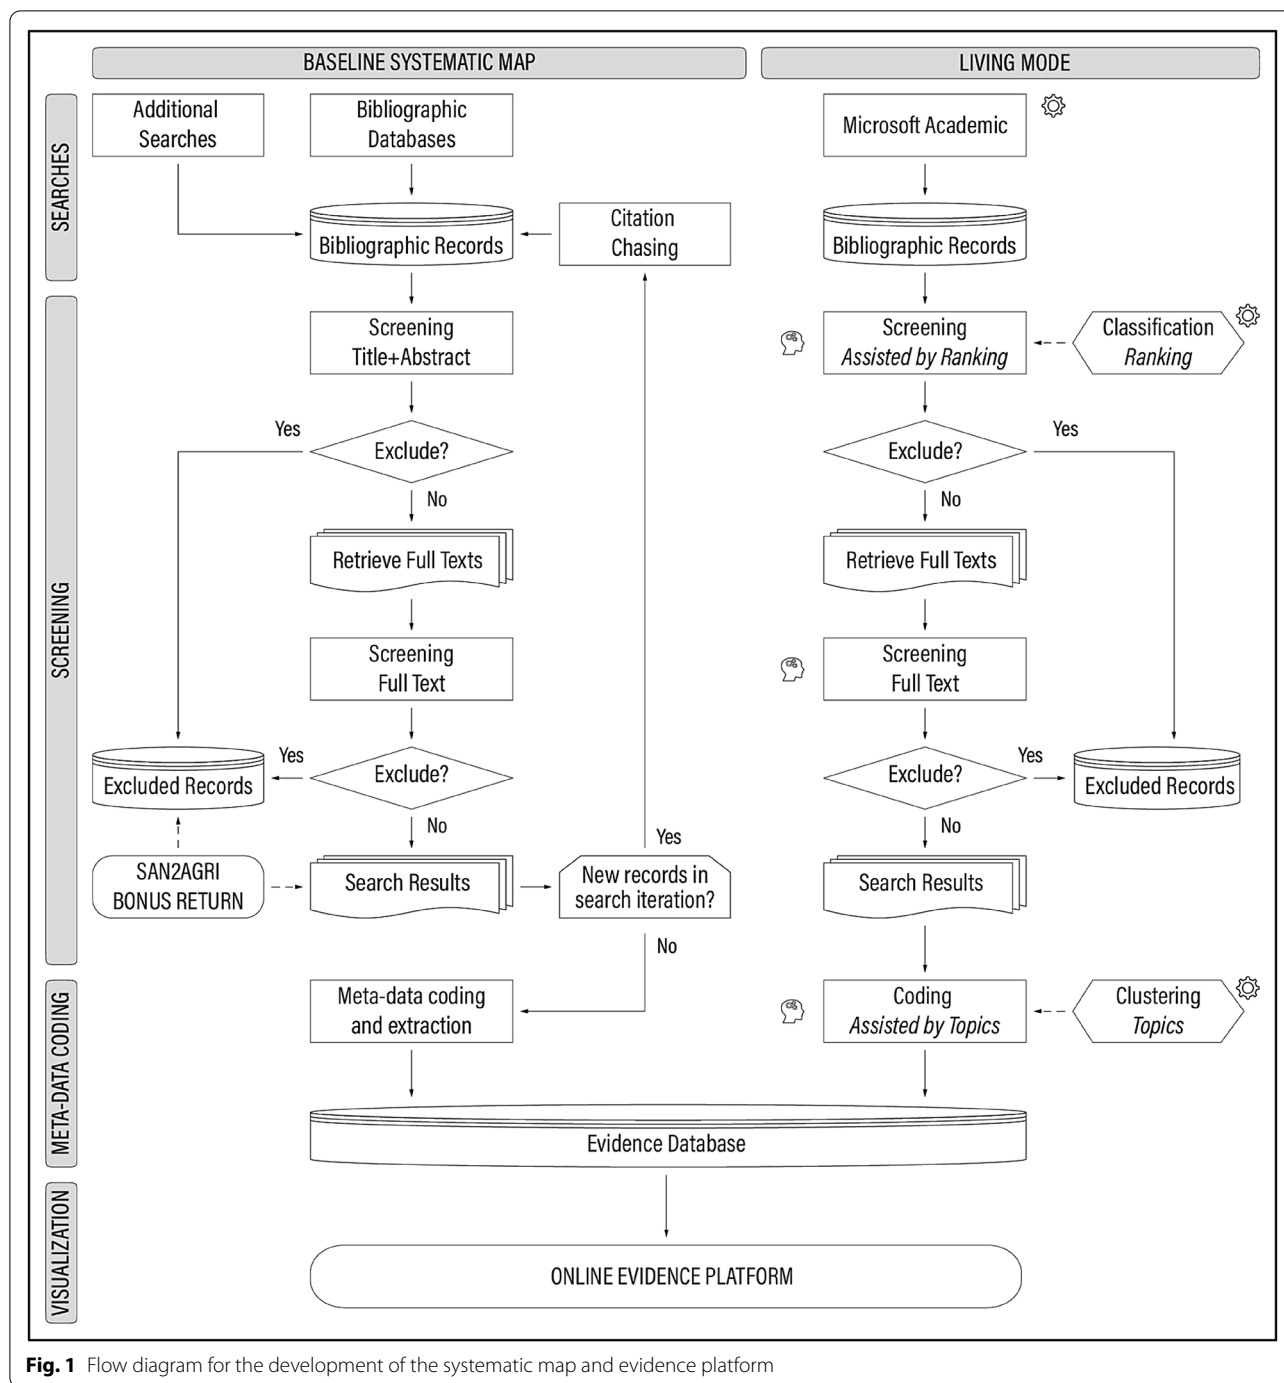 BASELINE SYSTEMATIC MAP
LIVING MODE
SEARCHES
Additional
Searches
Bibliographic
Databases
Microsoft Academic
Bibliographic Records
Citation
Chasing
Bibliographic Records
SCREENING
Screening
Title+Abstract
Screening
Assisted by Ranking
Classification
Ranking
Yes
Exclude?
No
Exclude?
Yes
No
Retrieve Full Texts
Retrieve Full Texts
Screening
Full Text
Screening
Full Text
Excluded Records
Yes
Exclude?
No
Exclude?
Yes
Excluded Records
No
SAN2AGRI
BONUS RETURN
Search Results
Yes
New records in
search iteration?
No
Search Results
META-DATA CODING
Meta-data coding
and extraction
Coding
Assisted by Topics
Clustering
Topics
Evidence Database
VISUALIZATION
ONLINE EVIDENCE PLATFORM
Fig. 1 Flow diagram for the development of the systematic map and evidence platform